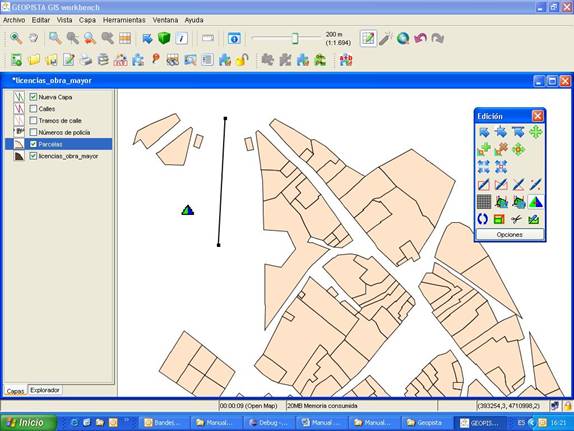 GEOPISTA GIS workbench
Archivo Editar Vista Capa Herramientas Ventana Ayuda
200 m
(1:1.694)
*licencias_obra_mayor
Nueva Capa
Calles
Tramos de calle
Números de policía
Parcelas
licencias_obra_mayor
Edición
Opciones
Capas Explorador
00:00:09 (Open Map) 20MB Memoria consumida (393254,3, 4710998,2)
Inicio Bandes... Manual... Debug -... Manual... Manual... Geopista GEOPIS... ES 16:21